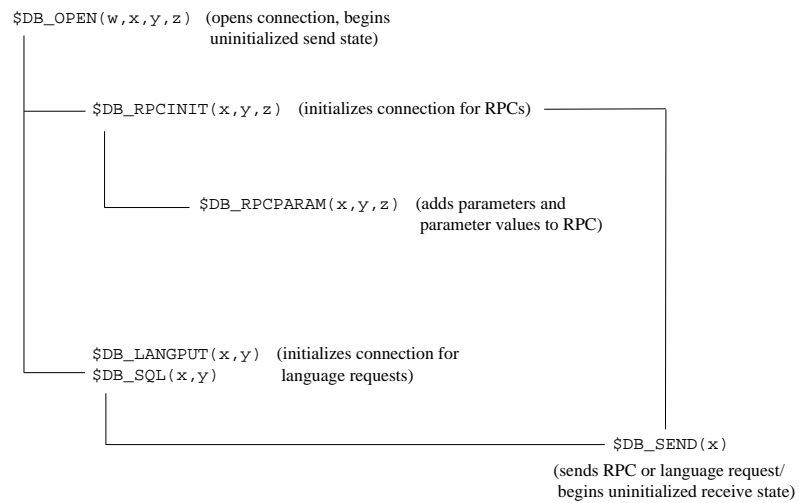 $DB_OPEN(w,x,y,z) (opens connection, begins
uninitialized send state)
$DB_RPCINIT(x,y,z) (initializes connection for RPCs)
$DB_RPCPARAM(x,y,z) (adds parameters and
parameter values to RPC)
$DB_LANGPUT(x,y) (initializes connection for
$DB_SQL(x,y) language requests)
$DB_SEND(x)
(sends RPC or language request/
begins uninitialized receive state)